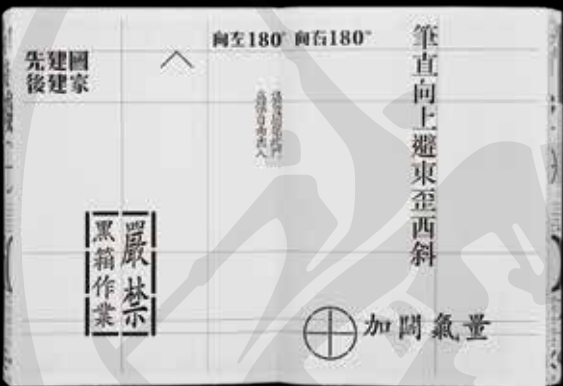 向左180° 向右180°
先建國
後建家
筆直向上避東歪西斜
嚴禁
黑箱作業
加闊氣量